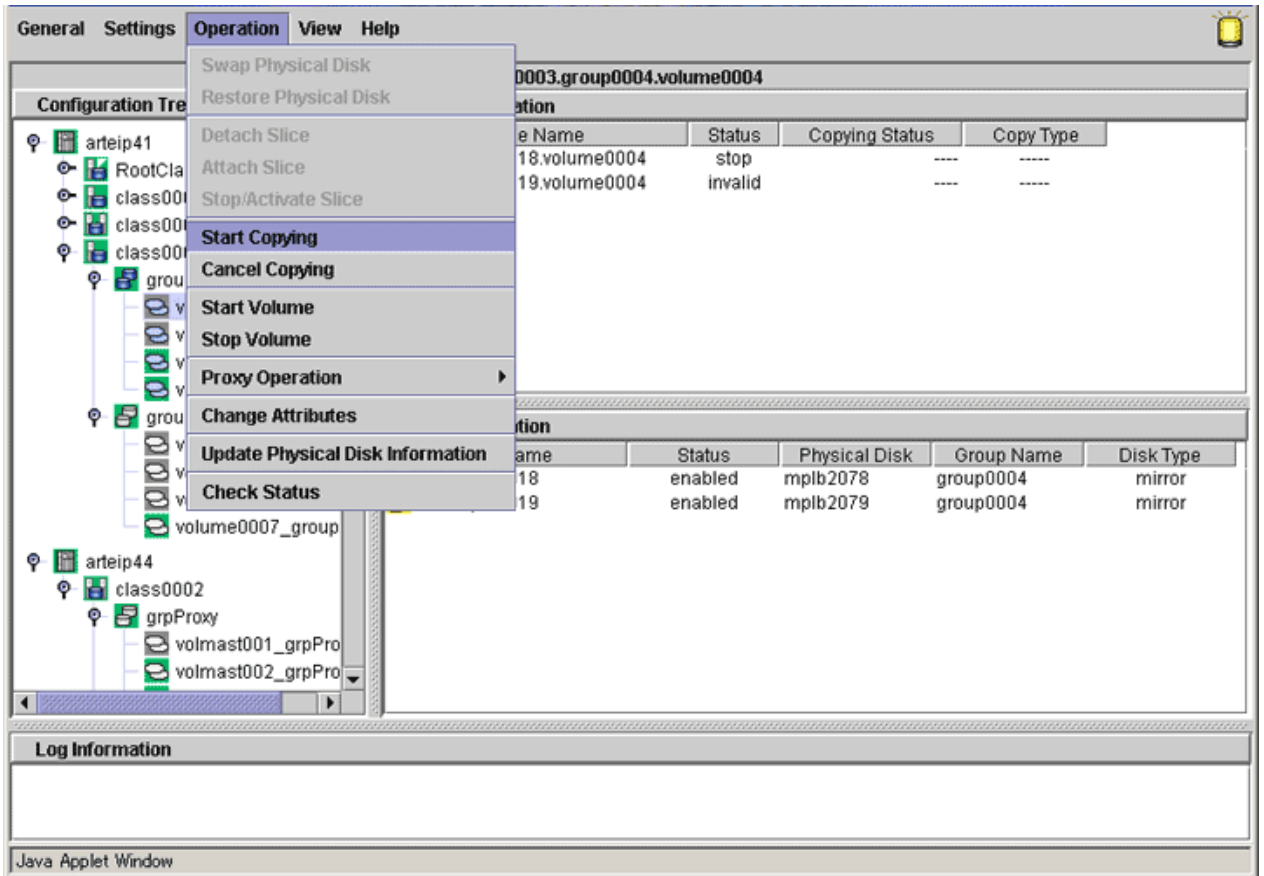 General Settings Operation View Help
Swap Physical Disk
Restore Physical Disk
Detach Slice
Attach Slice
Stop/Activate Slice
Start Copying
Cancel Copying
Start Volume
Stop Volume
Proxy Operation
Change Attributes
Update Physical Disk Information
Check Status
0003.group0004.volume0004
Configuration Tre
arteip41
RootCla
class00
class00
class00
grou
v
v
v
v
grou
v
v
v
volume0007_group
arteip44
class0002
grpProxy
volmast001_grpPro
volmast002_grpPro
ation
e Name Status Copying Status Copy Type
18.volume0004 stop ---- -----
19.volume0004 invalid ---- -----
tion
ame Status Physical Disk Group Name Disk Type
18 enabled mplb2078 group0004 mirror
19 enabled mplb2079 group0004 mirror
Log Information
Java Applet Window